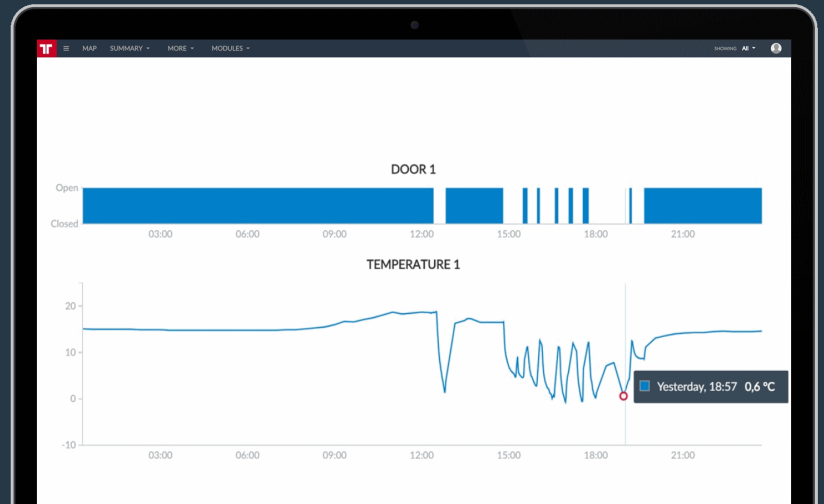 MAP SUMMARY MORE MODULES SHOWING All
DOOR 1
Open
Closed
03:00 06:00 09:00 12:00 15:00 18:00 21:00
TEMPERATURE 1
20
10
0
Yesterday, 18:57 0,6 ºC
-10
03:00 06:00 09:00 12:00 15:00 18:00 21:00